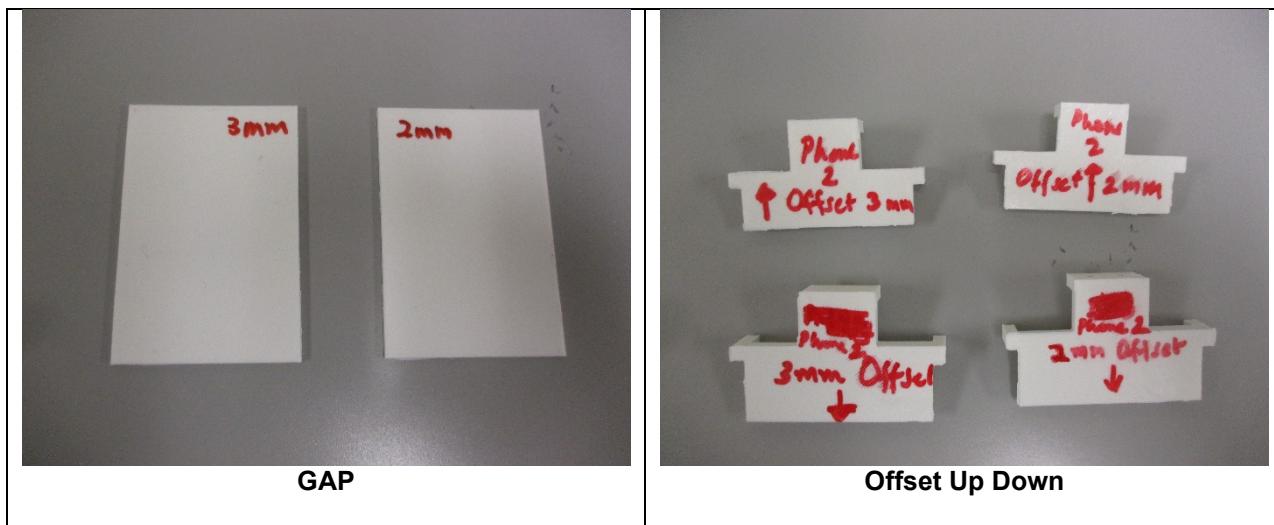 3mm
2mm
Phone
2
Offset 3mm
Phone
2
Offset 2mm
Phone 2
3mm Offset
Phone 2
2mm Offset
GAP
Offset Up Down